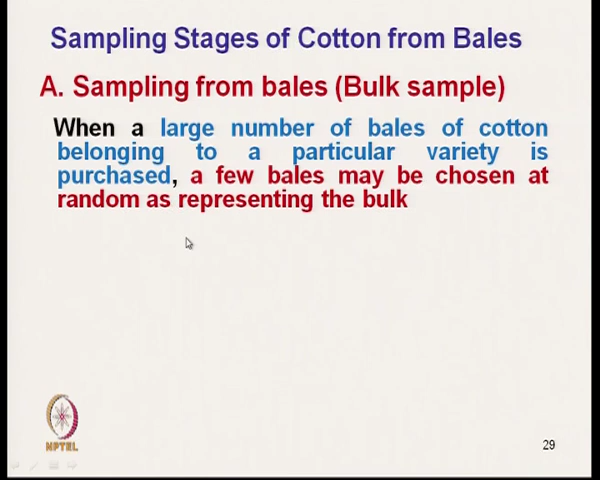 Sampling Stages of Cotton from Bales
A. Sampling from bales (Bulk sample)
When a large number of bales of cotton
belonging to a particular variety is
purchased, a few bales may be chosen at
random as representing the bulk
NPTEL
29